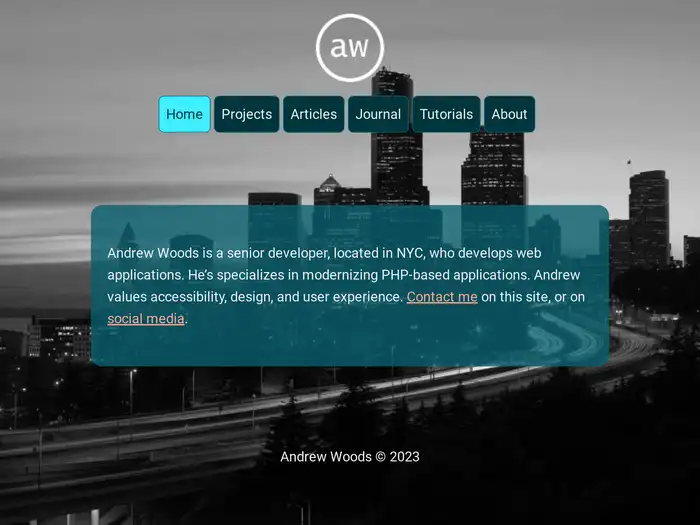 aw
Home Projects Articles Journal Tutorials About
Andrew Woods is a senior developer, located in NYC, who develops web
applications. He's specializes in modernizing PHP-based applications. Andrew
values accessibility, design, and user experience. Contact me on this site, or on
social media.
Andrew Woods © 2023